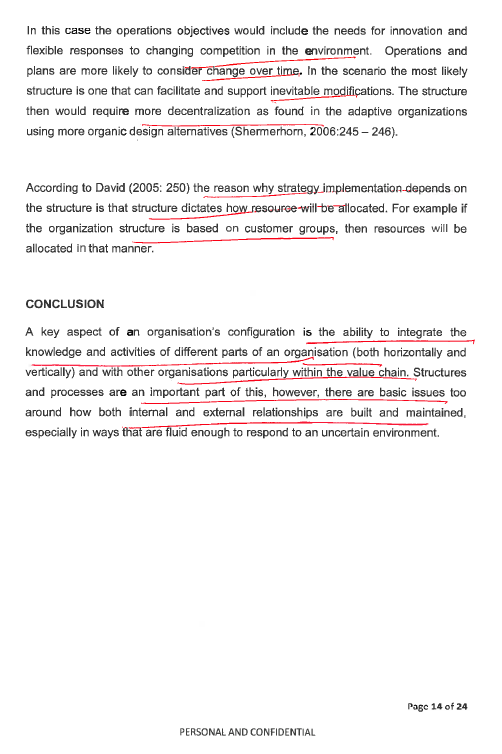 In this case the operations objectives would include the needs for innovation and
flexible responses to changing competition in the environment. Operations and
plans are more likely to consider change over time. In the scenario the most likely
structure is one that can facilitate and support inevitable modifications. The structure
then would require more decentralization as found in the adaptive organizations
using more organic design alternatives (Shermerhorn, 2006:245 – 246).
According to David (2005: 250) the reason why strategy implementation depends on
the structure is that structure dictates how resource will be allocated. For example if
the organization structure is based on customer groups, then resources will be
allocated in that manner.
CONCLUSION
A key aspect of an organisation's configuration is the ability to integrate the
knowledge and activities of different parts of an organisation (both horizontally and
vertically) and with other organisations particularly within the value chain. Structures
and processes are an important part of this, however, there are basic issues too
around how both internal and external relationships are built and maintained,
especially in ways that are fluid enough to respond to an uncertain environment.
Page 14 of 24
PERSONAL AND CONFIDENTIAL